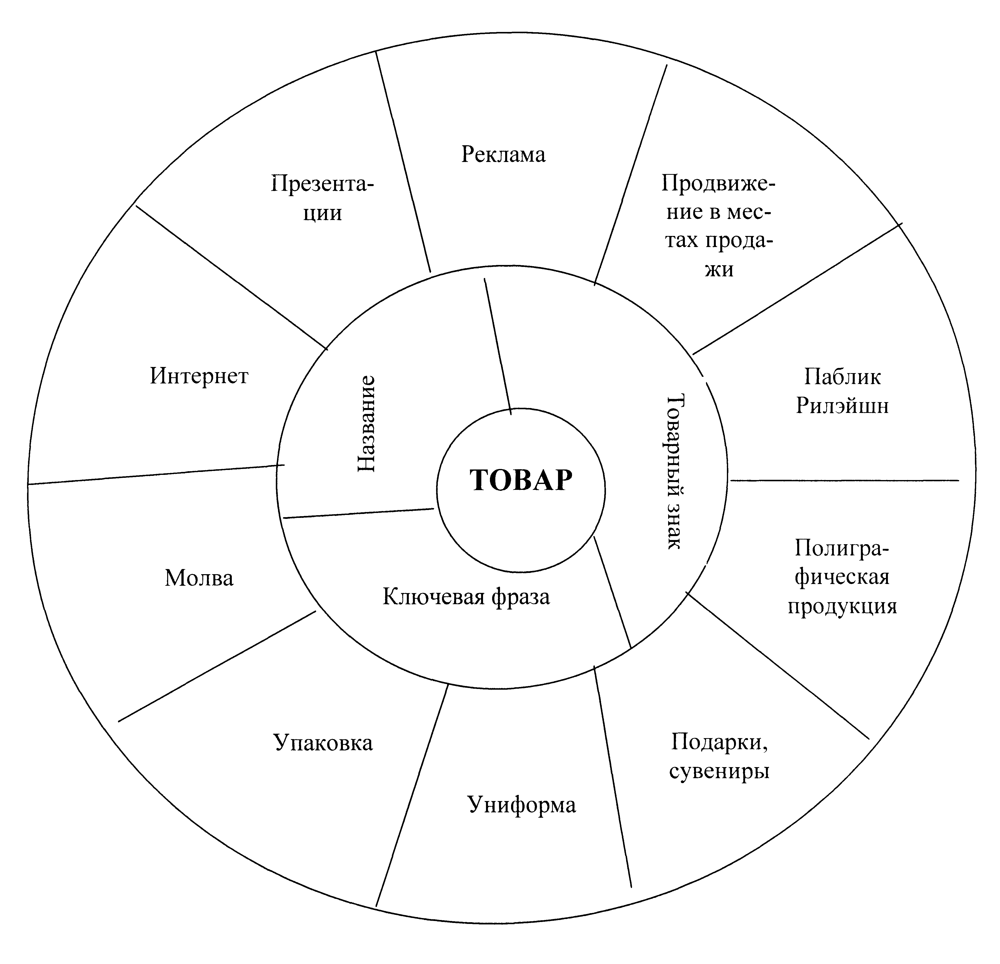 Реклама
Презента-
ции
Продвиже-
ние в мес-
тах прода-
жи
Интернет
Паблик
Рилэйшн
Название
Товарный знак
ТОВАР
Молва
Ключевая фраза
Полигра-
фическая
продукция
Упаковка
Униформа
Подарки,
сувениры